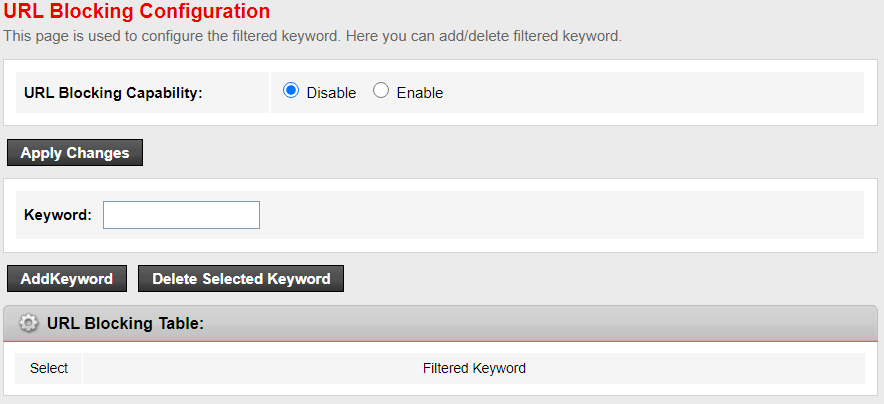 URL Blocking Configuration
This page is used to configure the filtered keyword. Here you can add/delete filtered keyword.
URL Blocking Capability: Disable Enable
Apply Changes
Keyword:
AddKeyword Delete Selected Keyword
URL Blocking Table:
Select Filtered Keyword